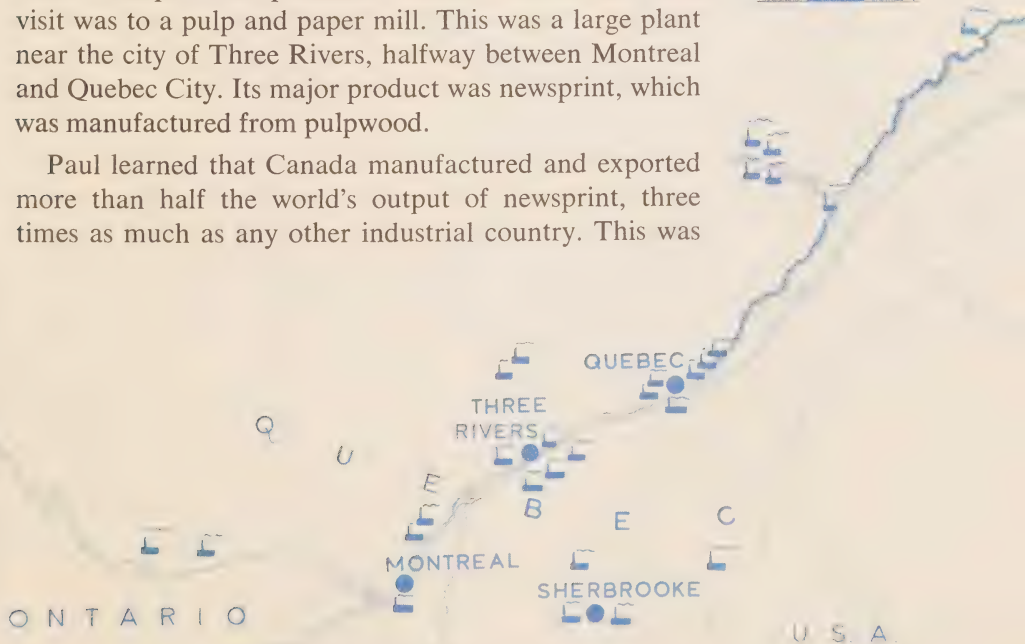 visit was to a pulp and paper mill. This was a large plant
near the city of Three Rivers, halfway between Montreal
and Quebec City. Its major product was newsprint, which
was manufactured from pulpwood.
Paul learned that Canada manufactured and exported
more than half the world's output of newsprint, three
times as much as any other industrial country. This was
QUEBEC
THREE
RIVERS
QUEBEC
MONTREAL
SHERBROOKE
ONTARIO
U.S.A.